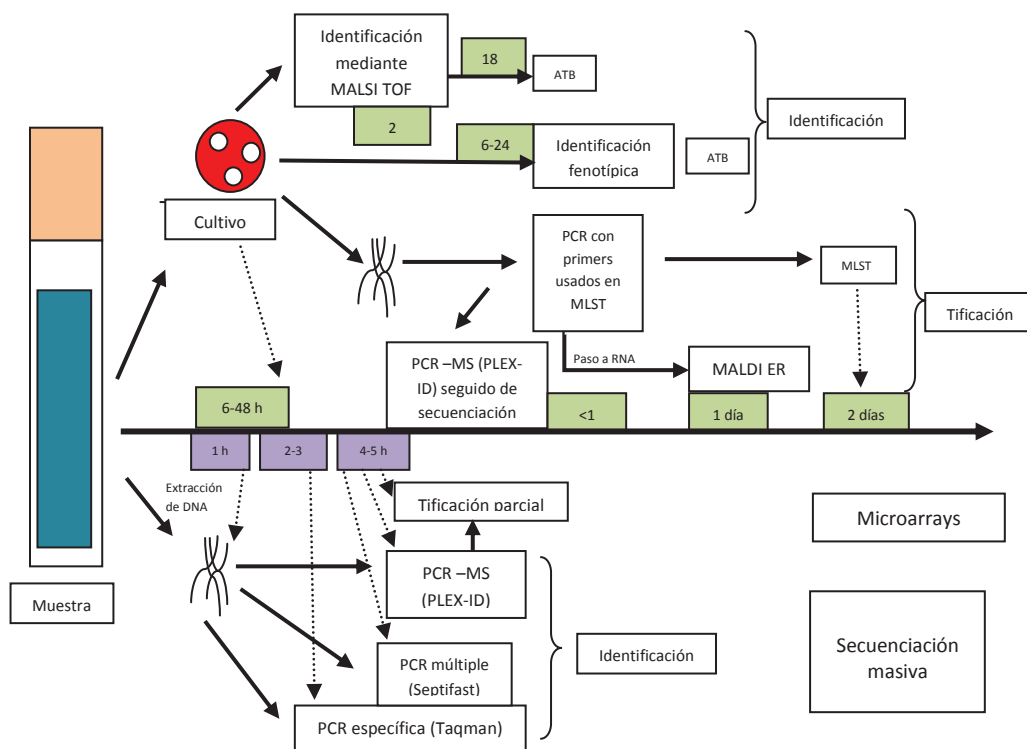 Identificación
mediante
MALSI TOF
18
ATB
2
6-24
Identificación
fenotípica
ATB
Identificación
Cultivo
PCR con
primers
usados en
MLST
MLST
Tificación
Paso a RNA
PCR –MS (PLEX-
ID) seguido de
secuenciación
MALDI ER
6-48 h
<1
1 día
2 días
1 h
2-3
4-5 h
Extracción
de DNA
Tificación parcial
Microarrays
PCR –MS
(PLEX-ID)
Muestra
Identificación
PCR múltiple
(Septifast)
Secuenciación
masiva
PCR específica (Taqman)